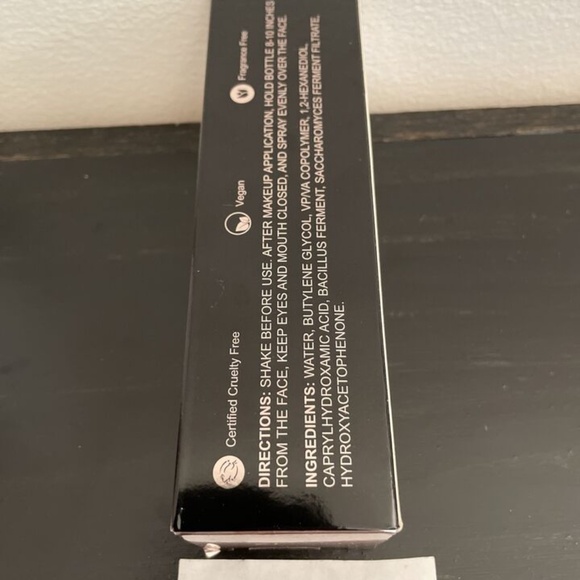 Certified Cruelty Free
Vegan
Fragrance Free
DIRECTIONS: SHAKE BEFORE USE. AFTER MAKEUP APPLICATION, HOLD BOTTLE 8-10 INCHES
FROM THE FACE, KEEP EYES AND MOUTH CLOSED, AND SPRAY EVENLY OVER THE FACE.
INGREDIENTS: WATER, BUTYLENE GLYCOL, VP/VA COPOLYMER, 1,2-HEXANEDIOL,
CAPRYLHYDROXAMIC ACID, BACILLUS FERMENT, SACCHAROMYCES FERMENT FILTRATE,
HYDROXYACETOPHENONE.